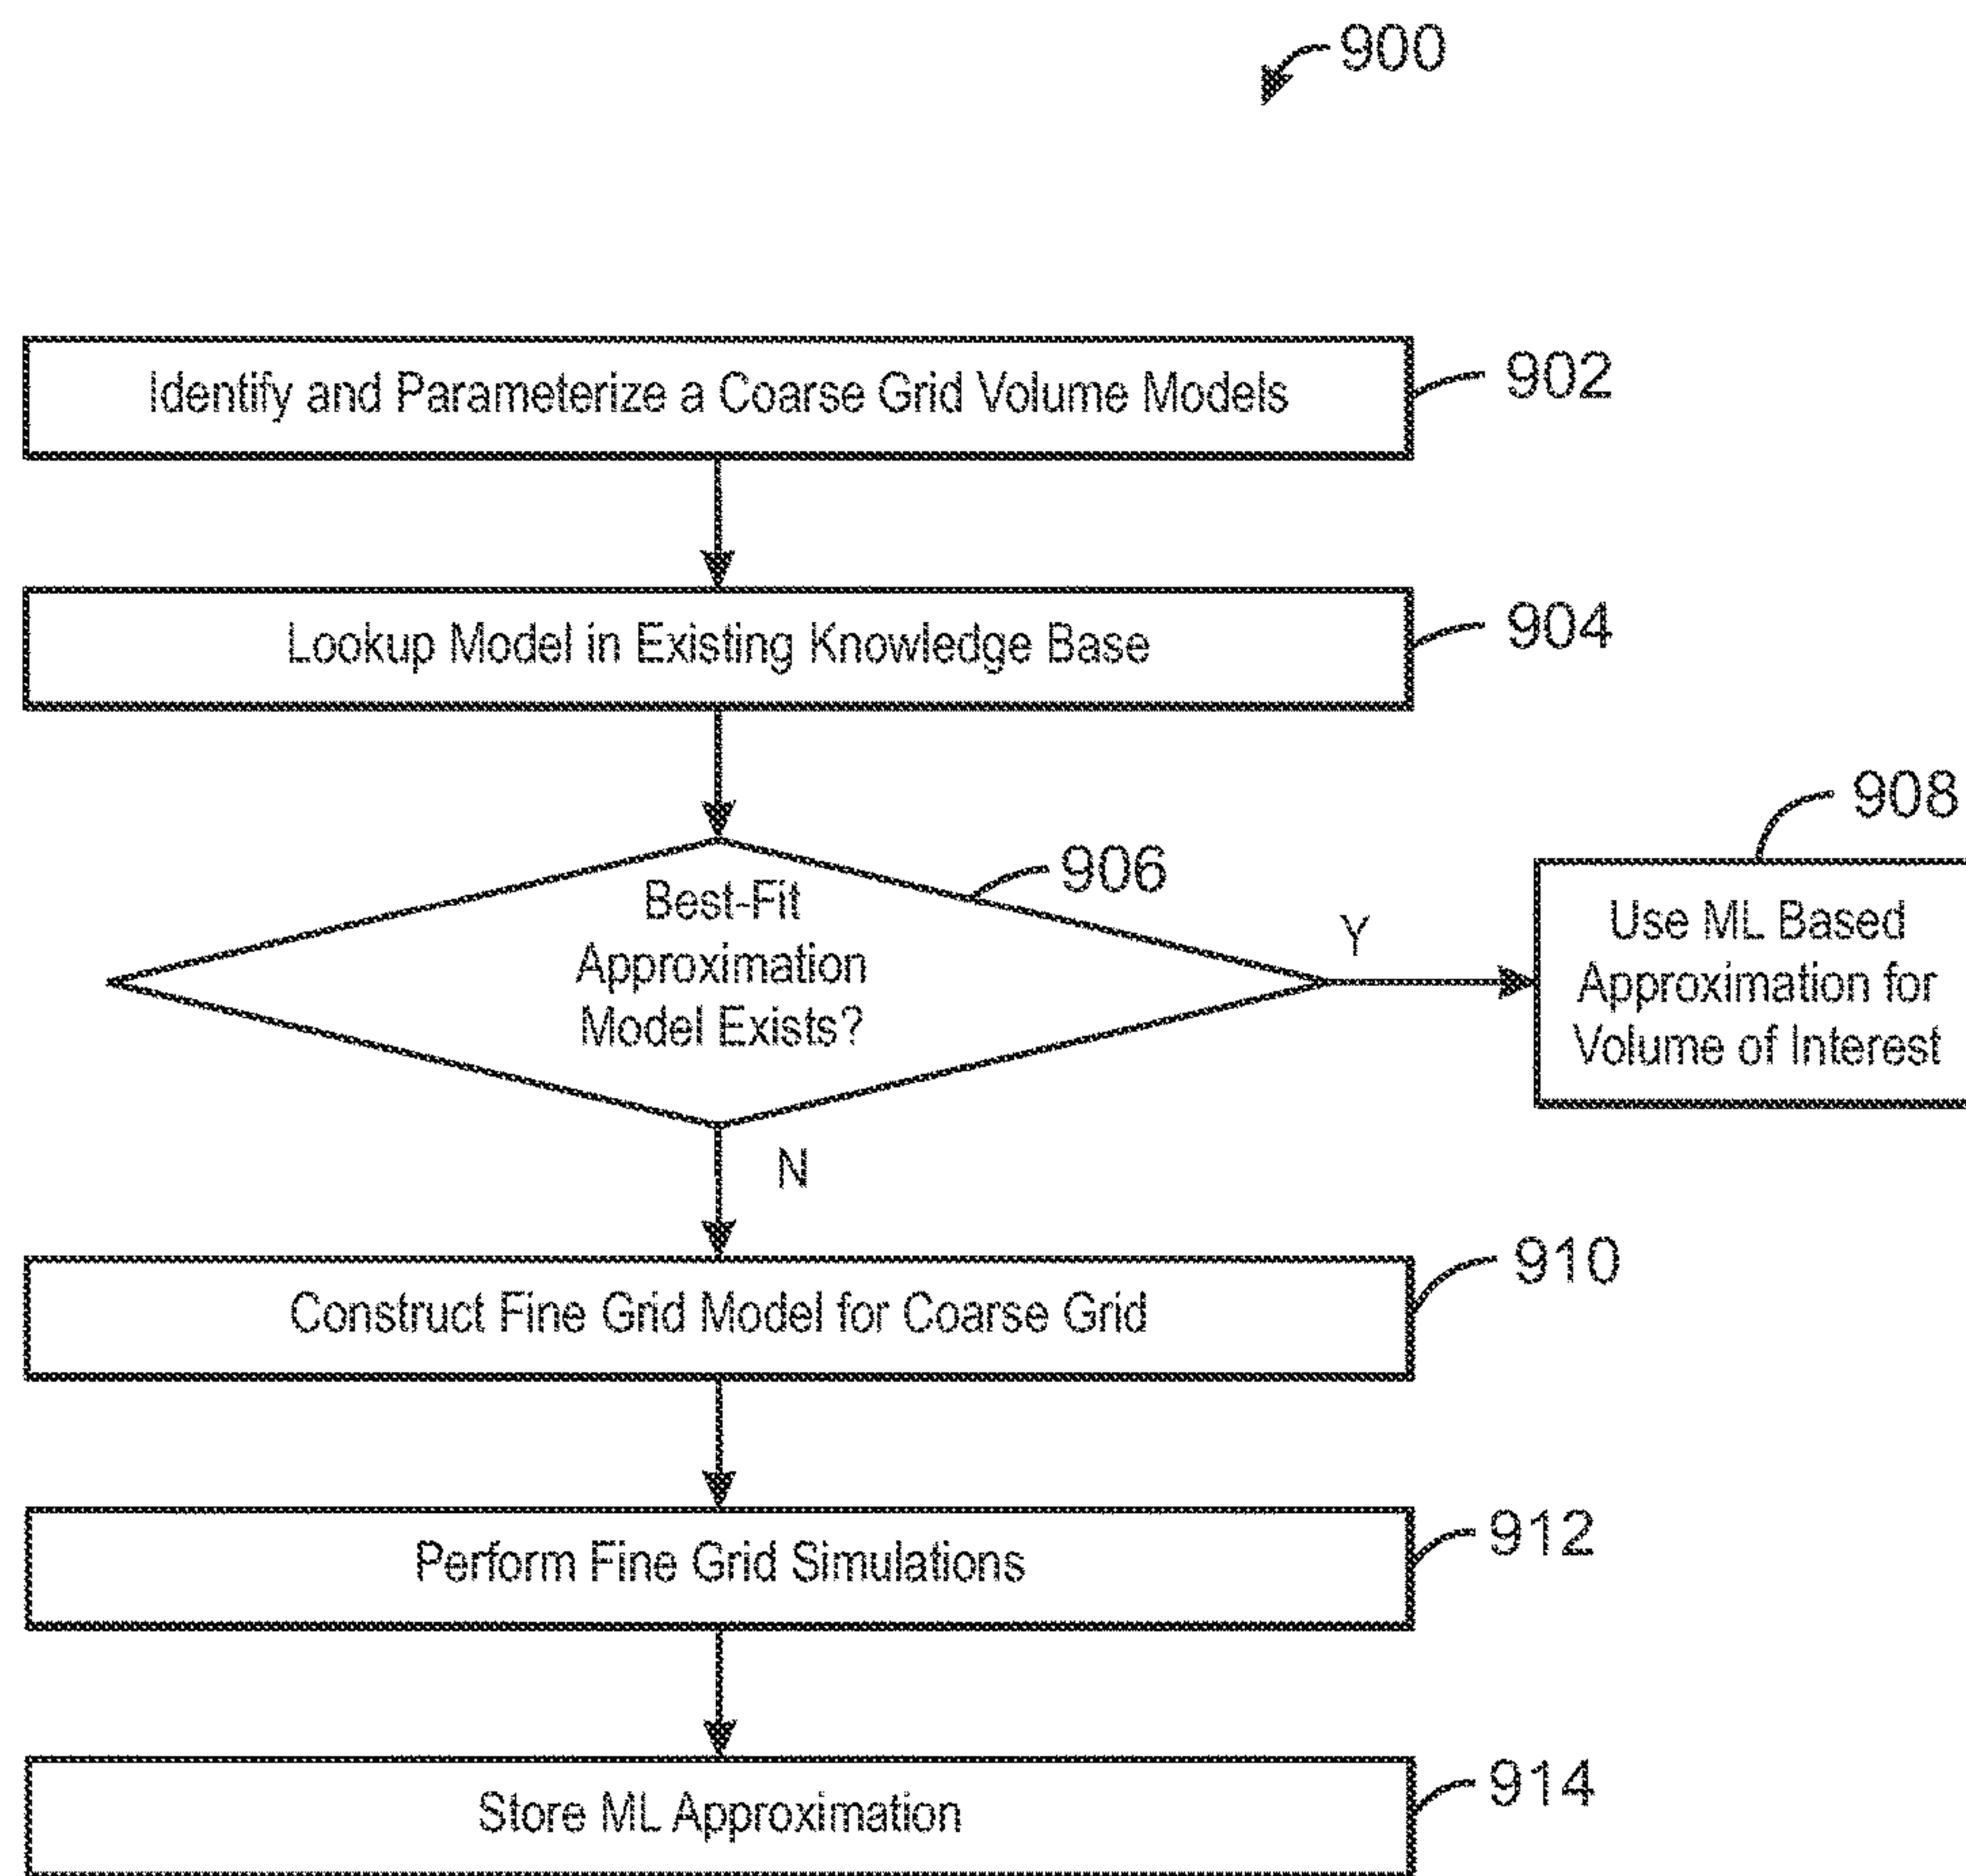 900
Identify and Parameterize a Coarse Grid Volume Models
902
Lookup Model in Existing Knowledge Base
904
Best-Fit
Approximation
Model Exists?
906
Y
908
Use ML Based
Approximation for
Volume of Interest
N
Construct Fine Grid Model for Coarse Grid
910
Perform Fine Grid Simulations
912
Store ML Approximation
914